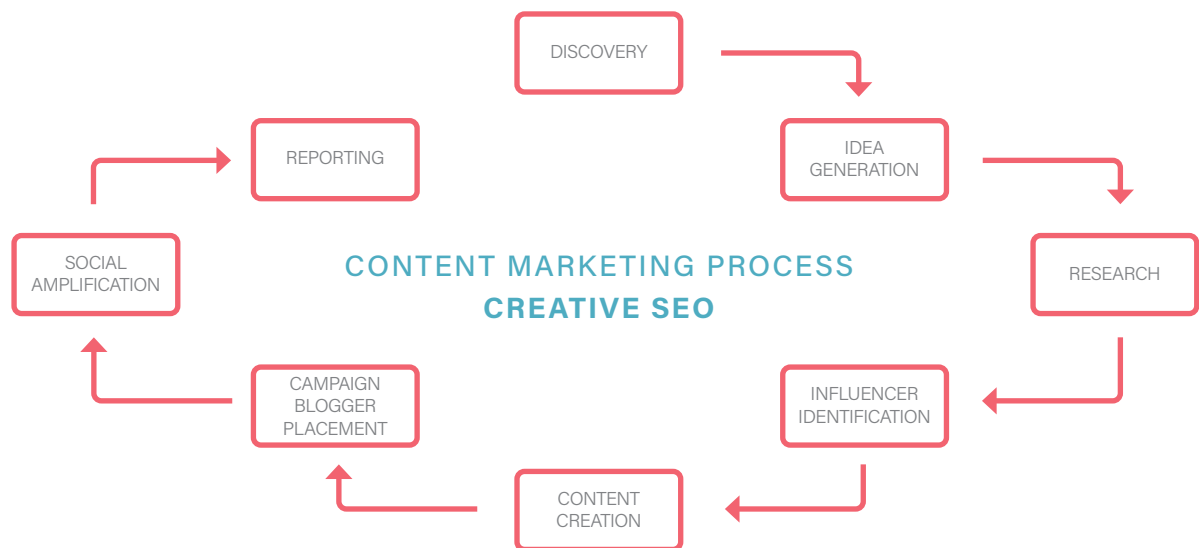 DISCOVERY
IDEA
GENERATION
RESEARCH
INFLUENCER
IDENTIFICATION
CONTENT
CREATION
CAMPAIGN
BLOGGER
PLACEMENT
SOCIAL
AMPLIFICATION
REPORTING
CONTENT MARKETING PROCESS
CREATIVE SEO